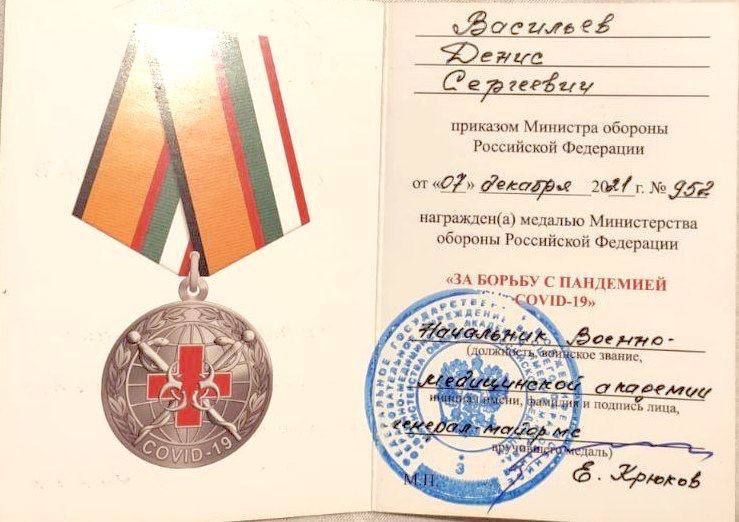 COVID-19
Васильев
Денис
Сергеевич
приказом Министра обороны
Российской Федерации
от «07» декабря 2021 г. № 952
награжден(а) медалью Министерства
обороны Российской Федерации
«ЗА БОРЬБУ С ПАНДЕМИЕЙ
COVID-19»
Начальник Военно-
(должность, воинское звание,
медицинской академии
инициал имени, фамилия и подпись лица,
генерал-майор мс
вручившего медаль)
М.П.
Е. Крюков